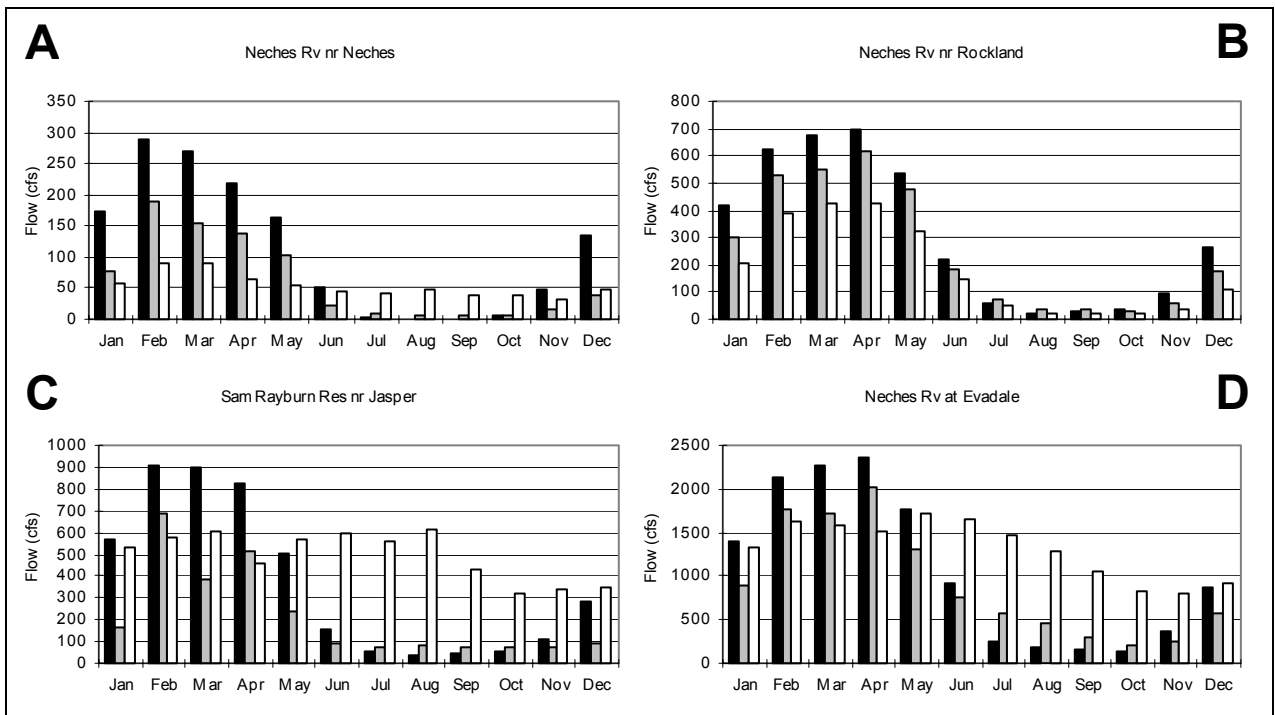 A
Neches Rv nr Neches
Flow (cfs)
350
300
250
200
150
100
50
0
Jan Feb Mar Apr May Jun Jul Aug Sep Oct Nov Dec
B
Neches Rv nr Rockland
Flow (cfs)
800
700
600
500
400
300
200
100
0
Jan Feb Mar Apr May Jun Jul Aug Sep Oct Nov Dec
C
Sam Rayburn Res nr Jasper
Flow (cfs)
1000
900
800
700
600
500
400
300
200
100
0
Jan Feb Mar Apr May Jun Jul Aug Sep Oct Nov Dec
D
Neches Rv at Evadale
Flow (cfs)
2500
2000
1500
1000
500
0
Jan Feb Mar Apr May Jun Jul Aug Sep Oct Nov Dec